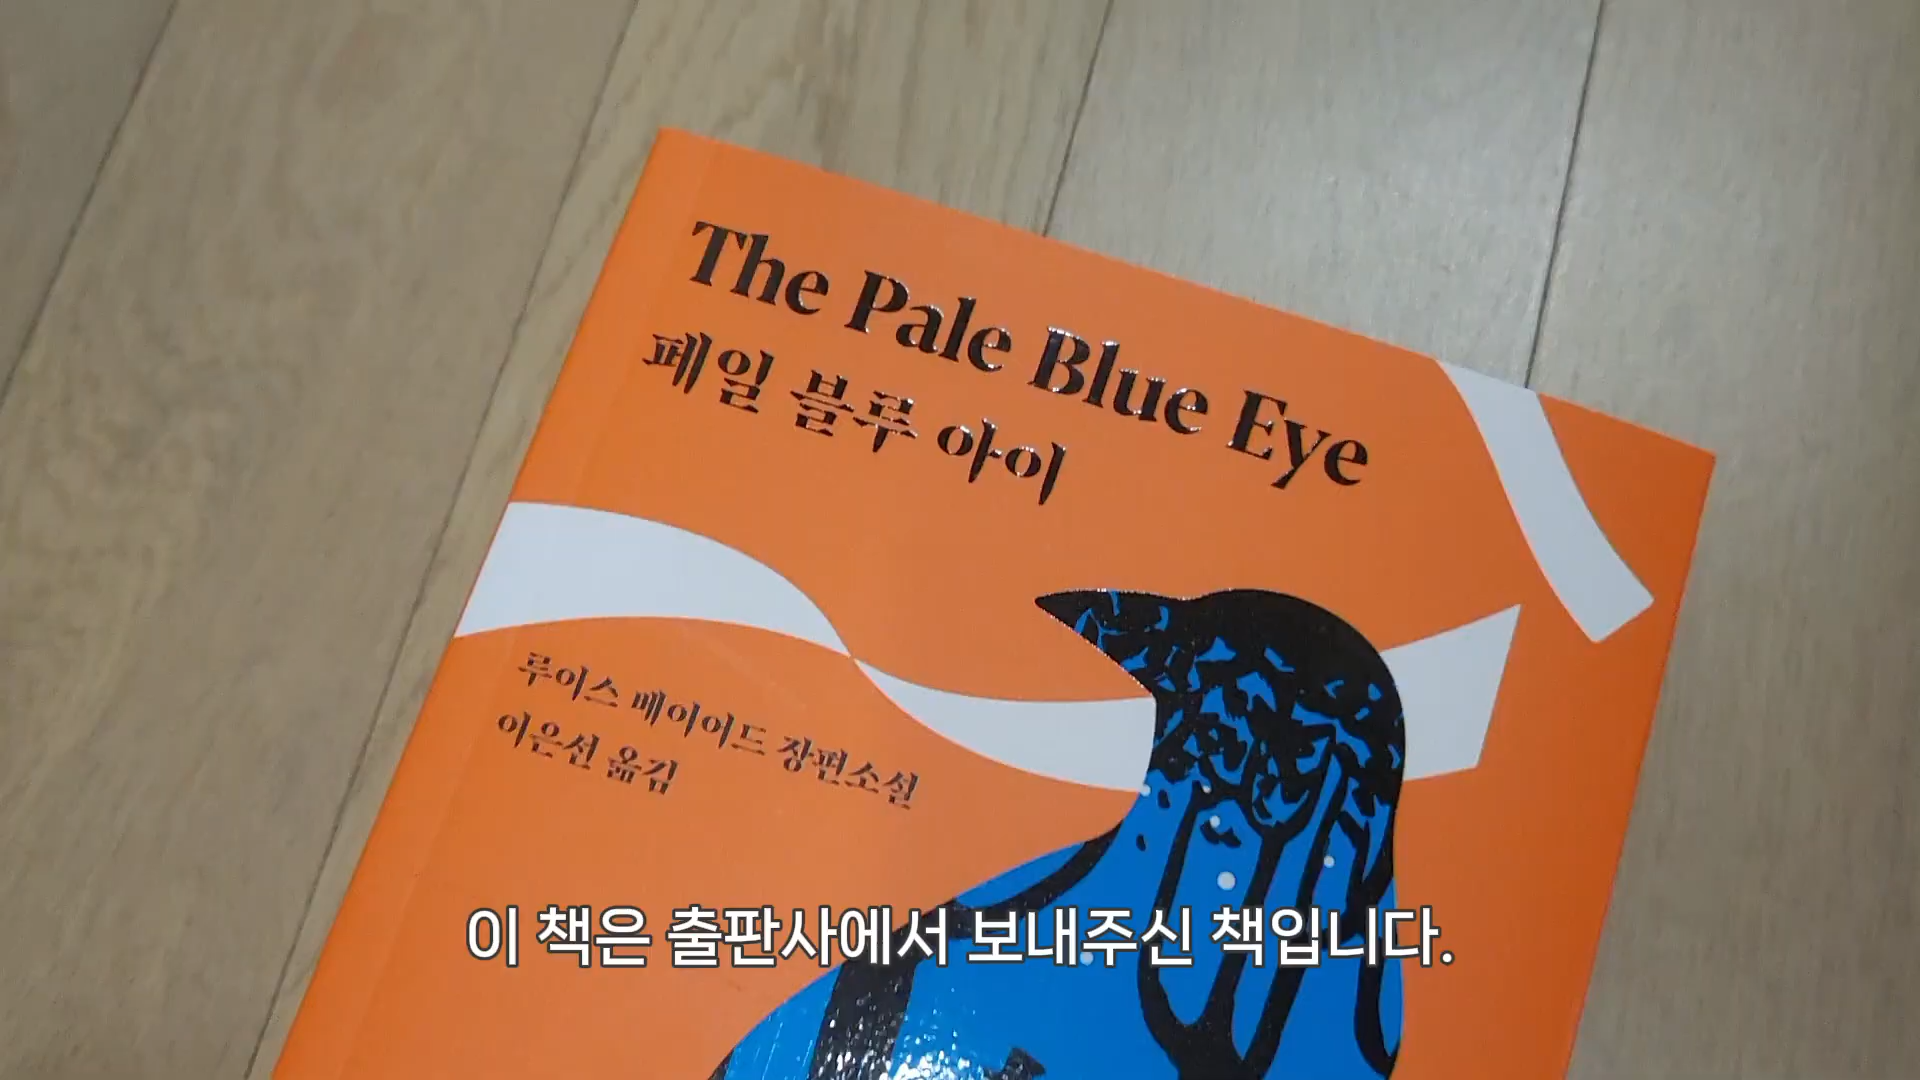 The Pale Blue Eye
페일 블루 아이
루이스 베이어드 장편소설
이은선 옮김
이 책은 출판사에서 보내주신 책입니다.